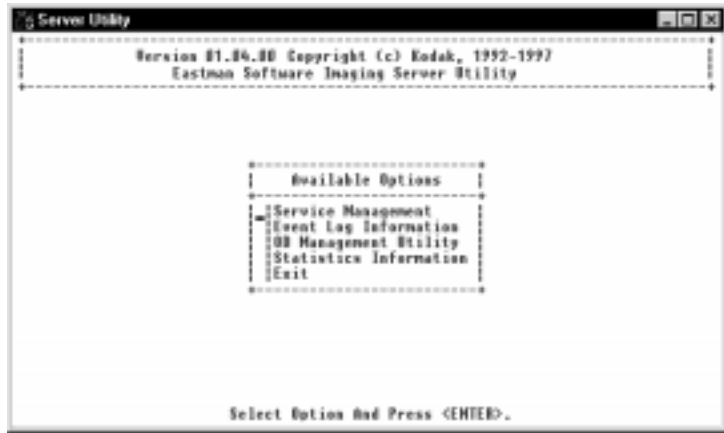 Server Utility
Version 01.04.00 Copyright (c) Kodak, 1992-1997
Eastman Software Imaging Server Utility
Available Options
Service Management
Event Log Information
OD Management Utility
Statistics Information
Exit
Select Option And Press <ENTER>.